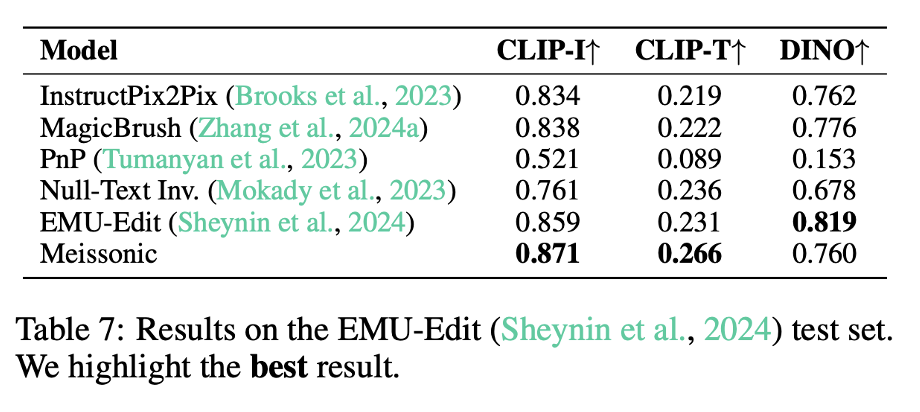 Model CLIP-I↑ CLIP-T↑ DINO↑
InstructPix2Pix (Brooks et al., 2023) 0.834 0.219 0.762
MagicBrush (Zhang et al., 2024a) 0.838 0.222 0.776
PnP (Tumanyan et al., 2023) 0.521 0.089 0.153
Null-Text Inv. (Mokady et al., 2023) 0.761 0.236 0.678
EMU-Edit (Sheynin et al., 2024) 0.859 0.231 0.819
Meissonic 0.871 0.266 0.760
Table 7: Results on the EMU-Edit (Sheynin et al., 2024) test set.
We highlight the best result.